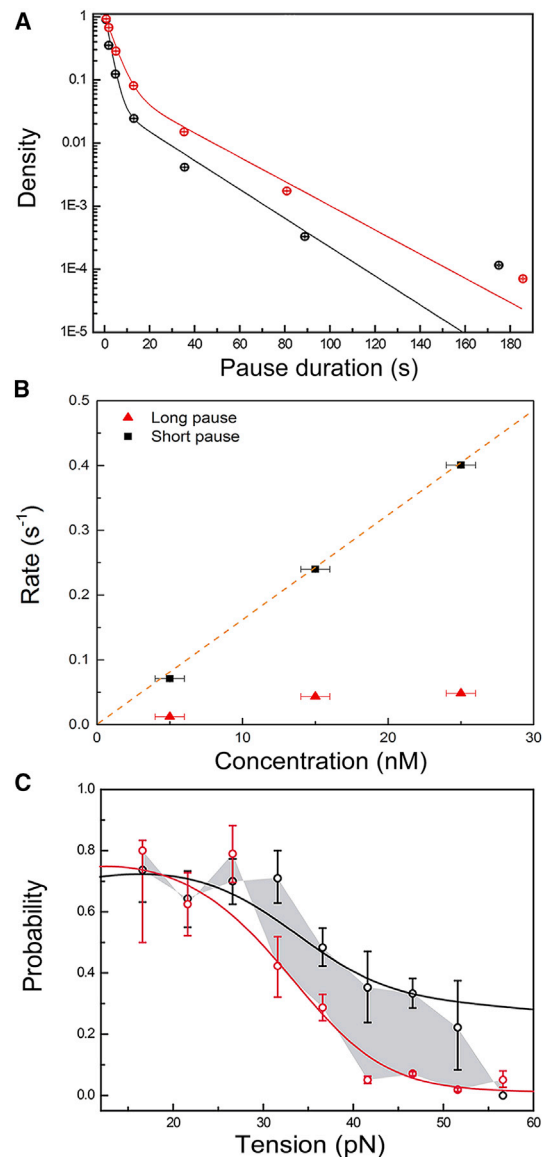 A
1
0.1
0.01
1E-3
1E-4
1E-5
Density
0 20 40 60 80 100 120 140 160 180
Pause duration (s)
B
0.5
0.4
0.3
0.2
0.1
0.0
Long pause
Short pause
Rate (s⁻¹)
0 10 20 30
Concentration (nM)
C
1.0
0.8
0.6
0.4
0.2
0.0
Probability
20 30 40 50 60
Tension (pN)